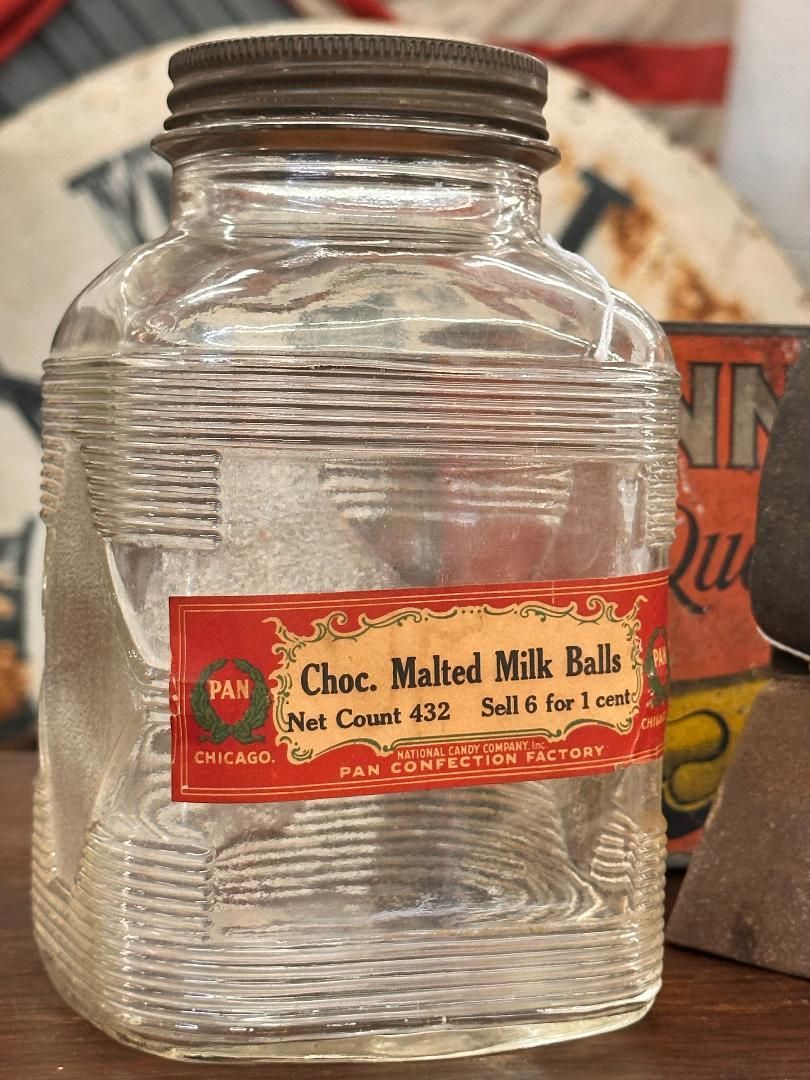 PAN
CHICAGO.
Choc. Malted Milk Balls
Net Count 432 Sell 6 for 1 cent
NATIONAL CANDY COMPANY, Inc.
PAN CONFECTION FACTORY
PAN